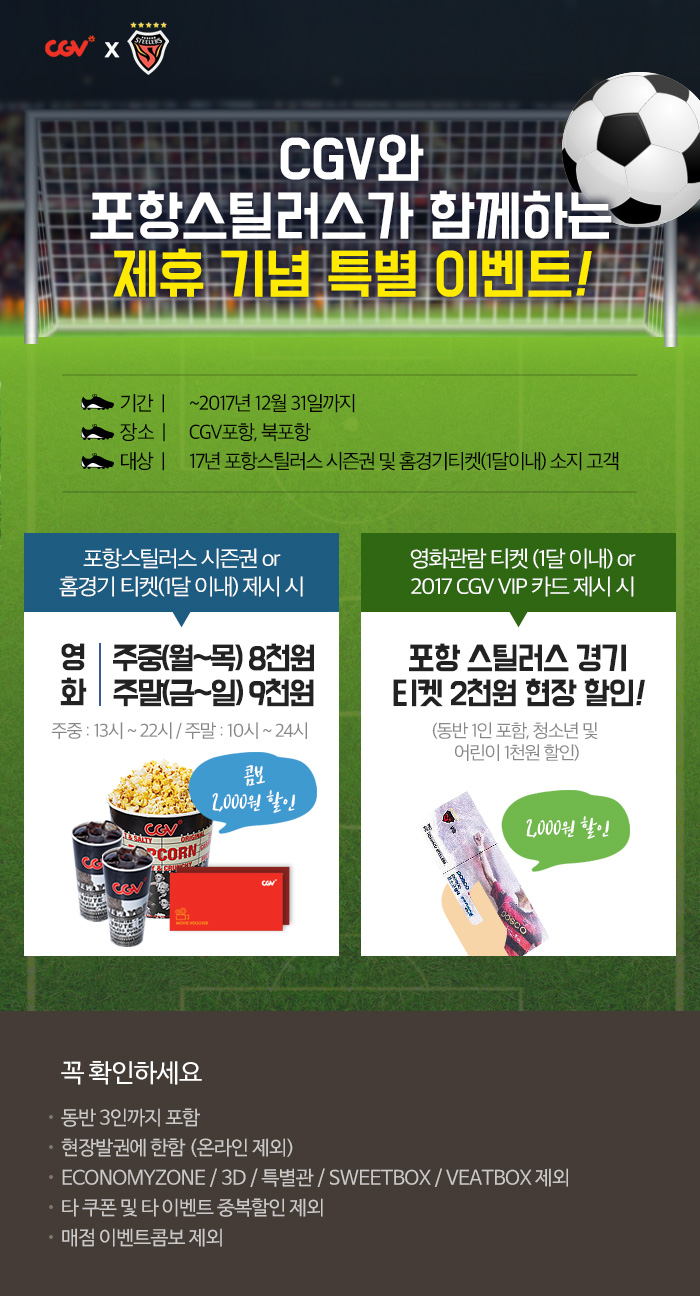 CGV X STEELERS
CGV와
포항스틸러스가 함께하는
제휴 기념 특별 이벤트!
기간 | ~2017년 12월 31일까지
장소 | CGV포항, 북포항
대상 | 17년 포항스틸러스 시즌권 및 홈경기티켓(1달이내) 소지 고객
포항스틸러스 시즌권 or
홈경기 티켓(1달 이내) 제시 시
영화
주중(월~목) 8천원
주말(금~일) 9천원
주중 : 13시 ~ 22시 / 주말 : 10시 ~ 24시
콤보
2,000원 할인
CGV
POPCORN
CGV
CGV
CGV
MOVIE VOUCHER
영화관람 티켓 (1달 이내) or
2017 CGV VIP 카드 제시 시
포항 스틸러스 경기
티켓 2천원 현장 할인!
(동반 1인 포함, 청소년 및
어린이 1천원 할인)
2,000원 할인
posco
꼭 확인하세요
• 동반 3인까지 포함
• 현장발권에 한함 (온라인 제외)
• ECONOMYZONE / 3D / 특별관 / SWEETBOX / VEATBOX 제외
• 타 쿠폰 및 타 이벤트 중복할인 제외
• 매점 이벤트콤보 제외